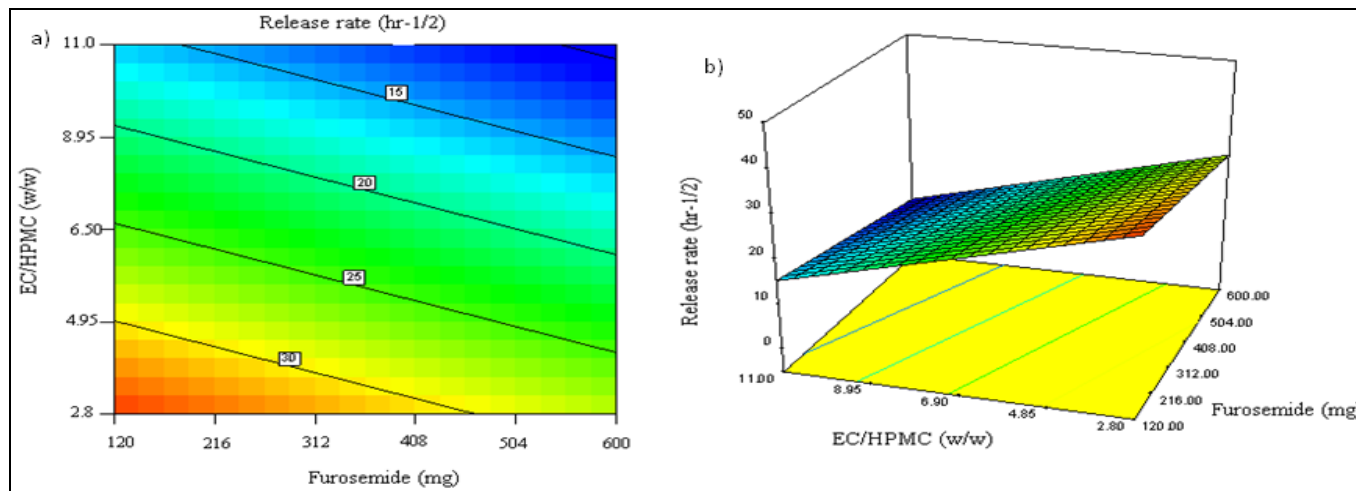 Release rate (hr-1/2)
a)
11.0
8.95
6.50
4.95
2.8
EC/HPMC (w/w)
15
20
25
30
120 216 312 408 504 600
Furosemide (mg)
b)
50
40
30
20
10
0
Release rate (hr-1/2)
11.00
8.95
6.90
4.85
2.80
EC/HPMC (w/w)
600.00
504.00
408.00
312.00
216.00
120.00
Furosemide (mg)